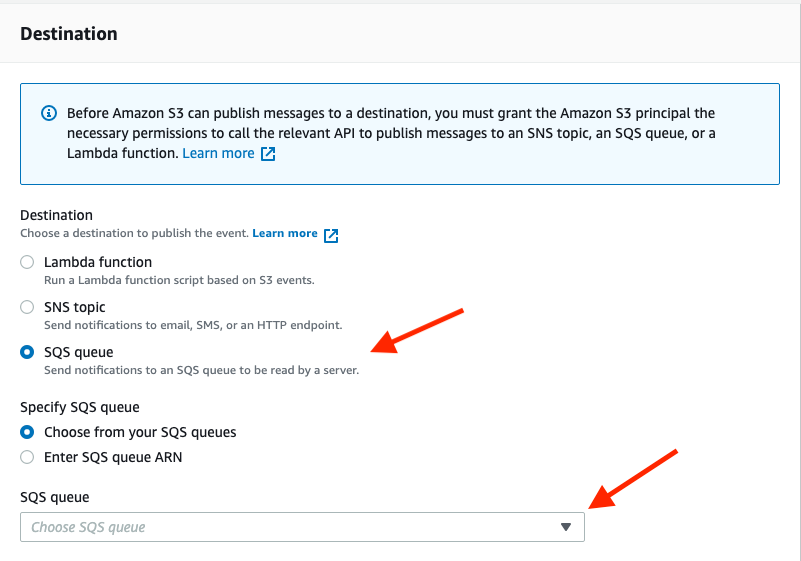 Destination
Before Amazon S3 can publish messages to a destination, you must grant the Amazon S3 principal the
necessary permissions to call the relevant API to publish messages to an SNS topic, an SQS queue, or a
Lambda function. Learn more
Destination
Choose a destination to publish the event. Learn more
Lambda function
Run a Lambda function script based on S3 events.
SNS topic
Send notifications to email, SMS, or an HTTP endpoint.
SQS queue
Send notifications to an SQS queue to be read by a server.
Specify SQS queue
Choose from your SQS queues
Enter SQS queue ARN
SQS queue
Choose SQS queue